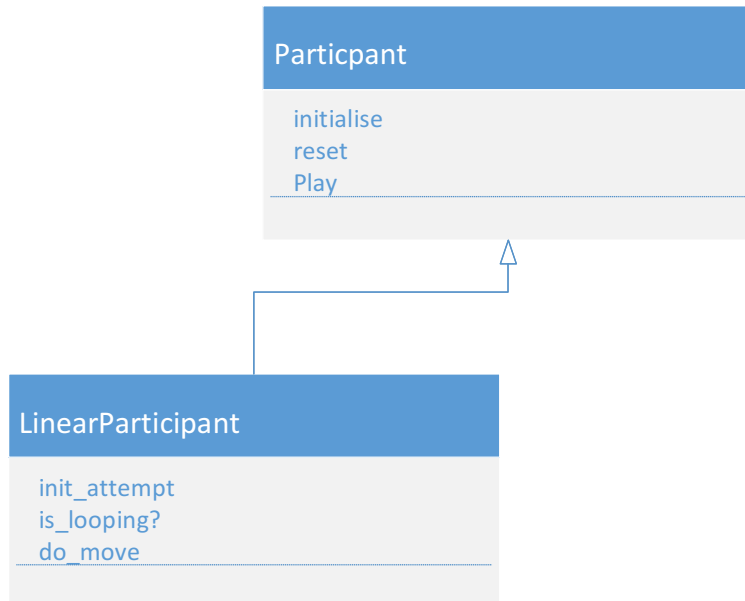 Particpant
initialise
reset
Play
LinearParticipant
init_attempt
is_looping?
do_move